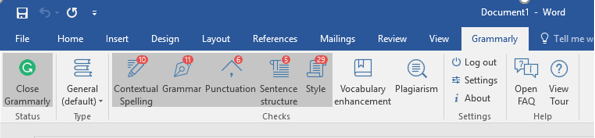 Document1 - Word
File Home Insert Design Layout References Mailings Review View Grammarly Tell me w
10 11 6 5 29
Close Grammarly
General (default)
Contextual Spelling
Grammar
Punctuation
Sentence structure
Style
Vocabulary enhancement
Plagiarism
Log out
Settings
About
Open FAQ
View Tour
Status Type Checks Settings Help